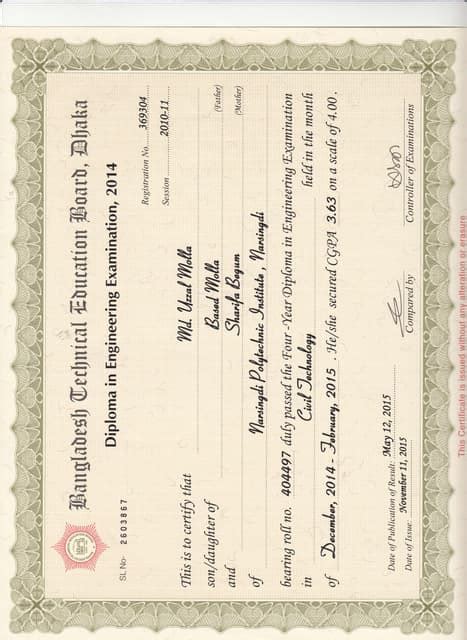 Bangladesh Technical Education Board, Dhaka
Diploma in Engineering Examination, 2014
SL No- 2603867
Registration No. 369304
Session 2010-11
This is to certify that Md. Uzzal Molla
son/daughter of Based Molla (Father)
and Sharifa Begum (Mother)
of Narsingdi Polytechnic Institute, Narsingdi
bearing roll no. 404497 duly passed the Four-Year Diploma in Engineering Examination
in Civil Technology held in the month
of December, 2014 - February, 2015. He/she secured CGPA 3.63 on a scale of 4.00.
Date of Publication of Result: May 12, 2015
Date of Issue: November 11, 2015
Compared by
Controller of Examinations
This Certificate is issued without any alteration or erasure